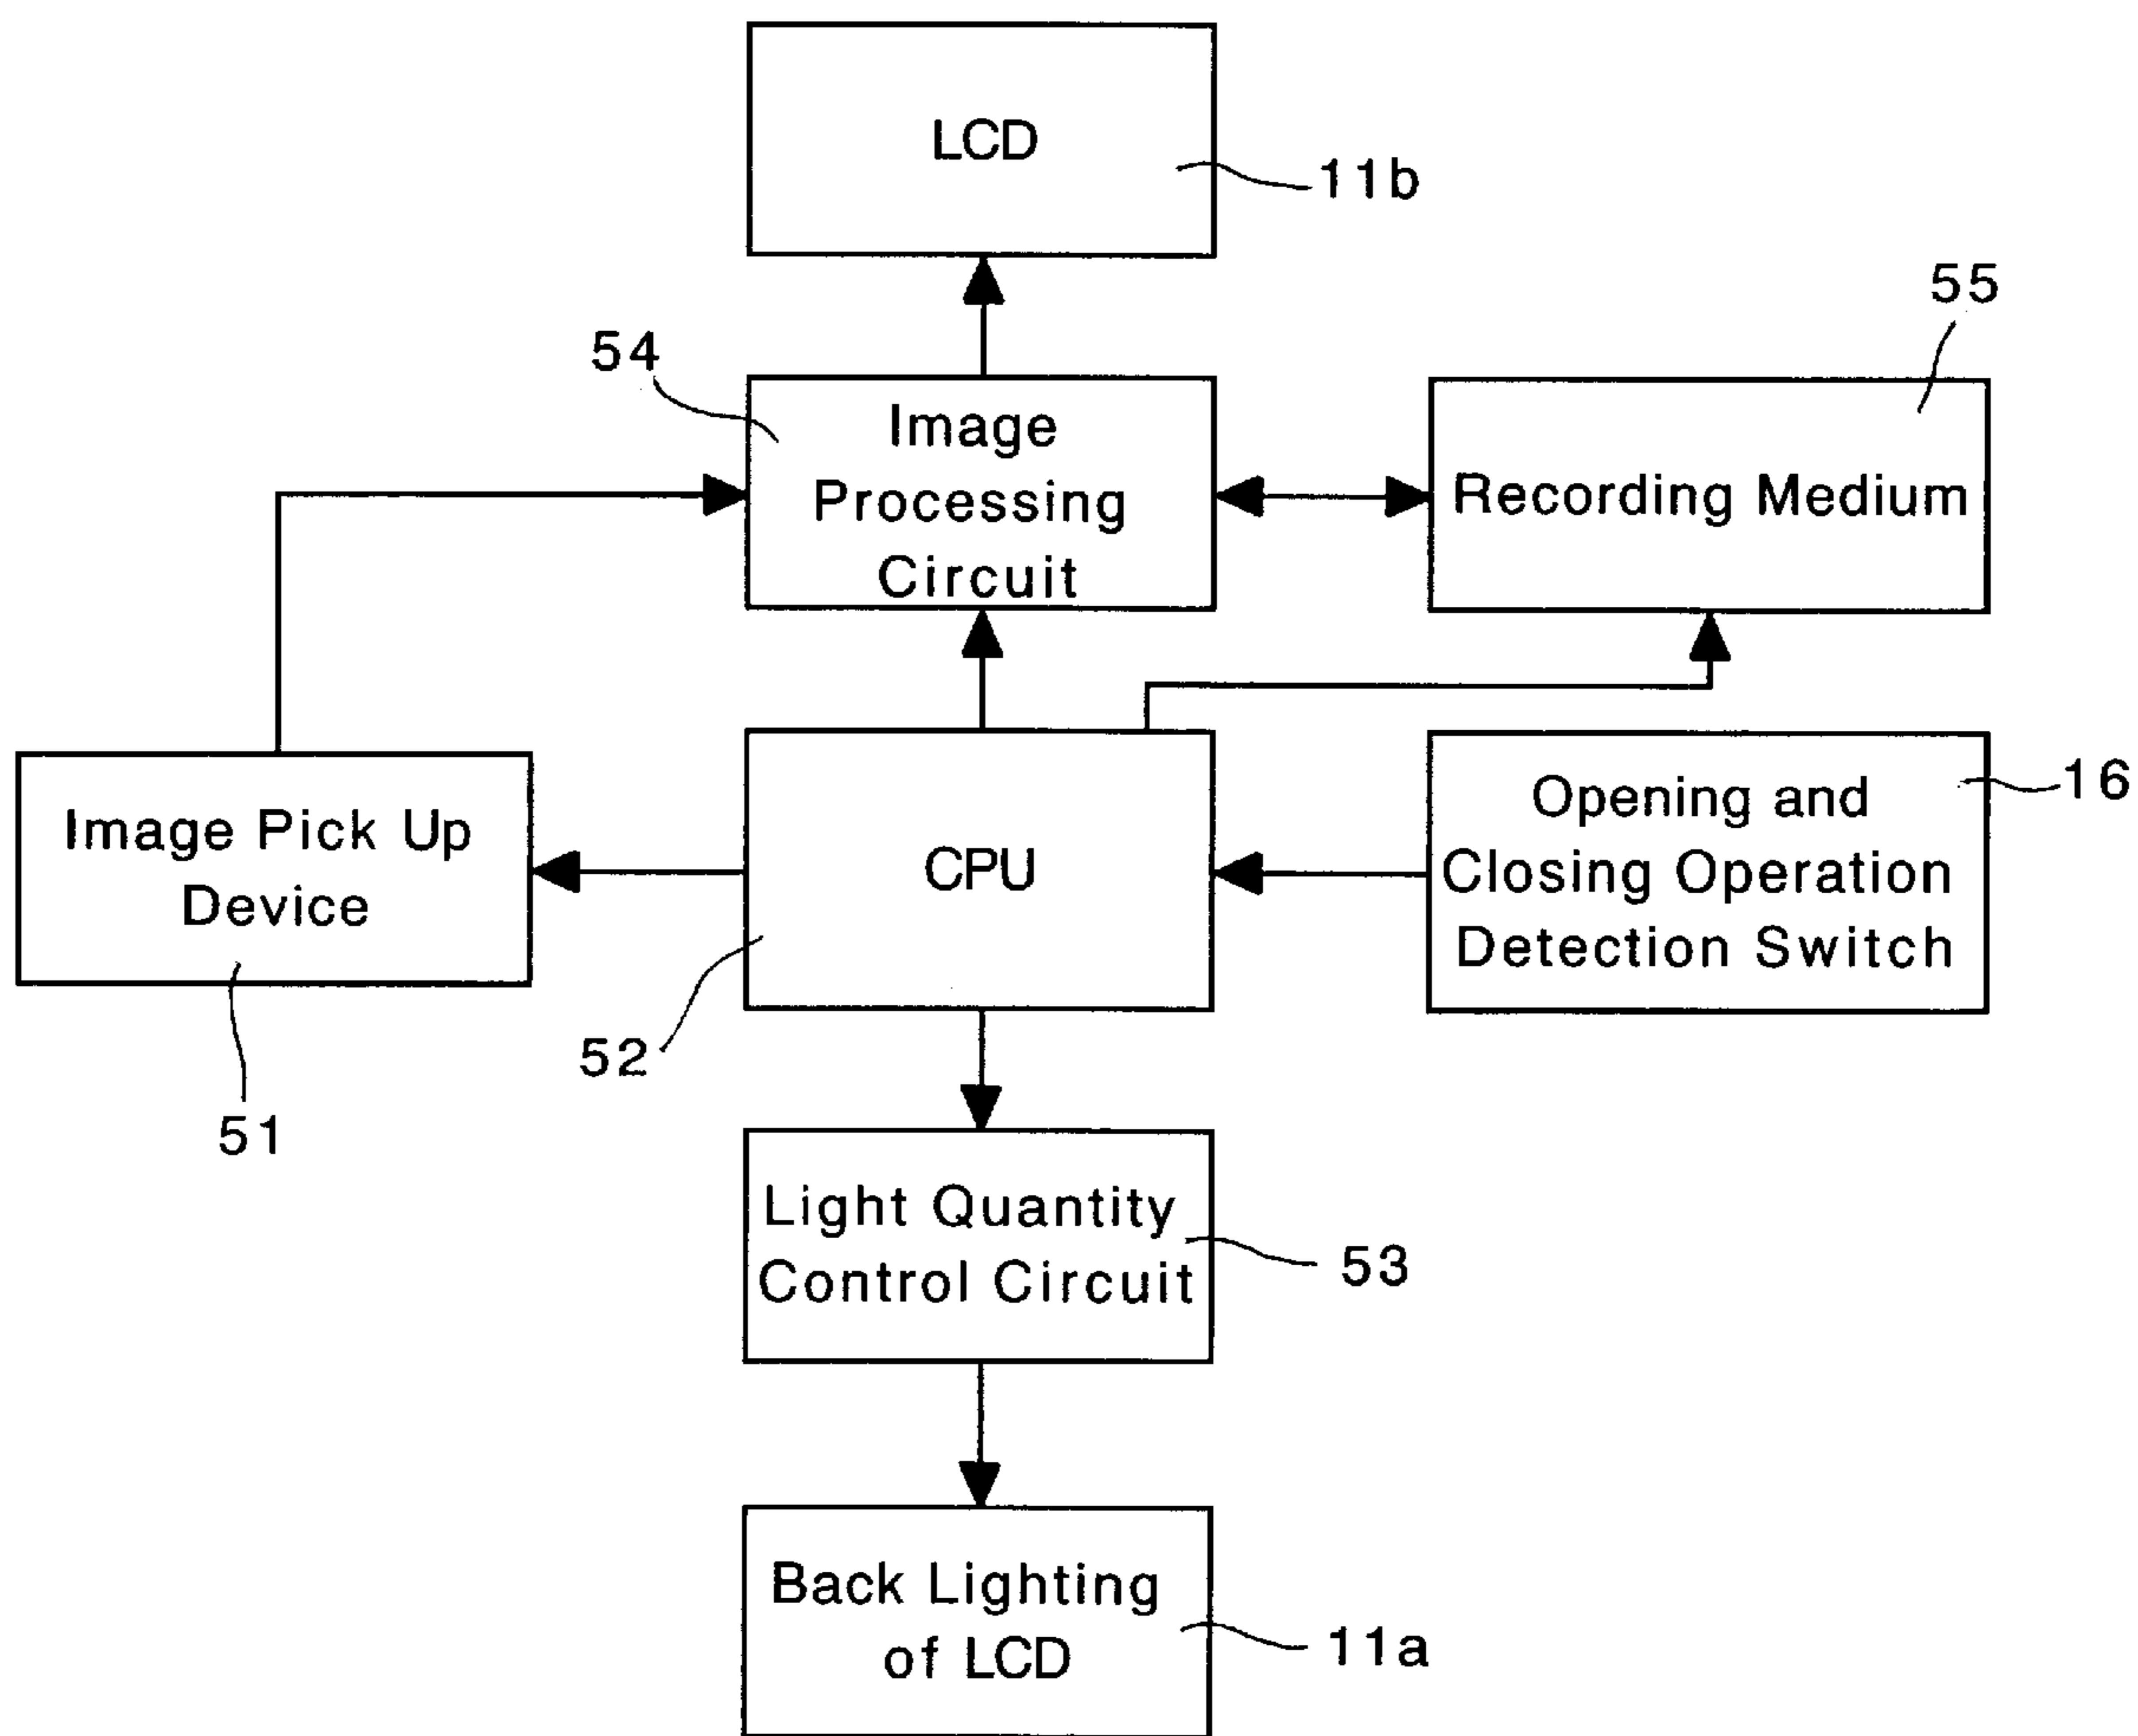 LCD
11b
55
54
Image
Processing
Circuit
Recording Medium
Image Pick Up
Device
CPU
Opening and
Closing Operation
Detection Switch
16
52
51
Light Quantity
Control Circuit
53
Back Lighting
of LCD
11a